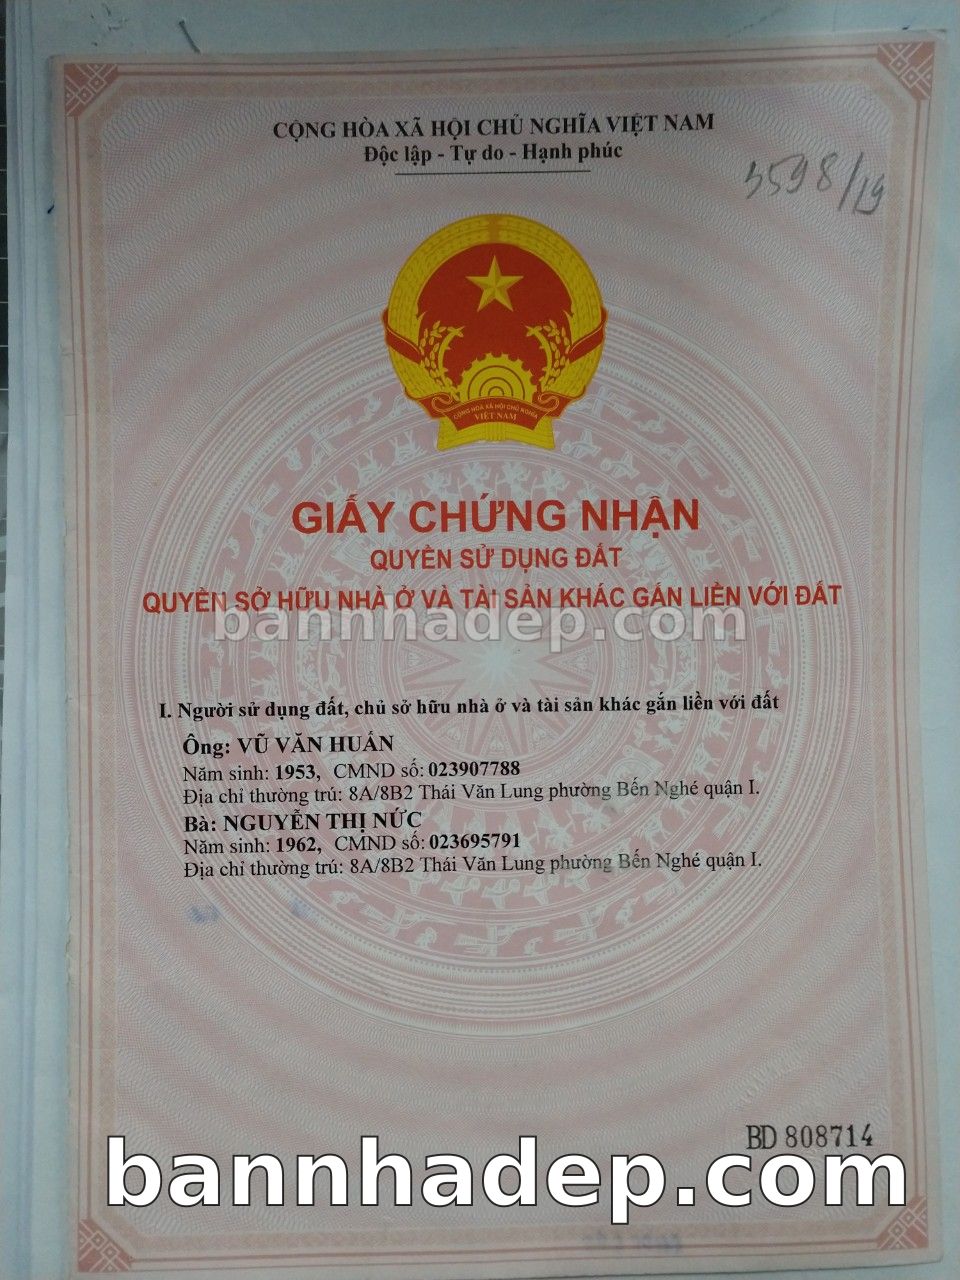 CỘNG HÒA XÃ HỘI CHỦ NGHĨA VIỆT NAM
Độc lập - Tự do - Hạnh phúc
5598/19
CỘNG HÒA XÃ HỘI CHỦ NGHĨA
VIỆT NAM
GIẤY CHỨNG NHẬN
QUYỀN SỬ DỤNG ĐẤT
QUYỀN SỞ HỮU NHÀ Ở VÀ TÀI SẢN KHÁC GẮN LIỀN VỚI ĐẤT
bannhadep.com
I. Người sử dụng đất, chủ sở hữu nhà ở và tài sản khác gắn liền với đất
Ông: VŨ VĂN HUẤN
Năm sinh: 1953, CMND số: 023907788
Địa chỉ thường trú: 8A/8B2 Thái Văn Lung phường Bến Nghé quận I.
Bà: NGUYỄN THỊ NỨC
Năm sinh: 1962, CMND số: 023695791
Địa chỉ thường trú: 8A/8B2 Thái Văn Lung phường Bến Nghé quận I.
BD 808714
bannhadep.com